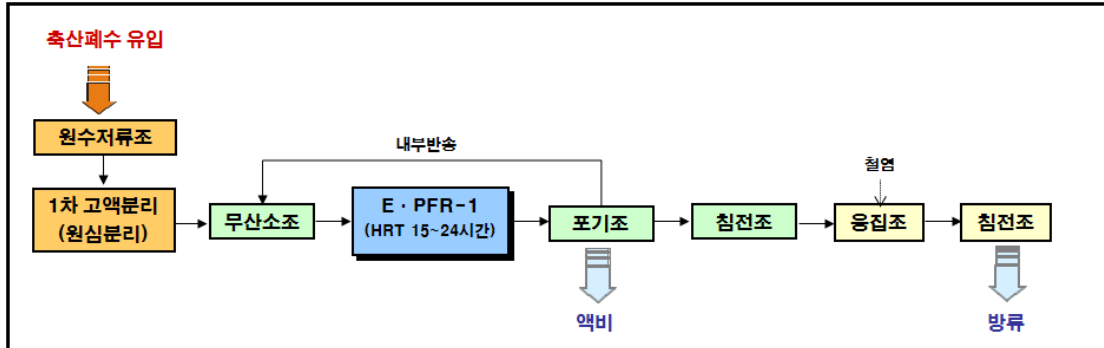 축산폐수 유입
원수저류조
1차 고액분리
(원심분리)
무산소조
내부반송
E · PFR-1
(HRT 15~24시간)
포기조
액비
침전조
철염
응집조
침전조
방류